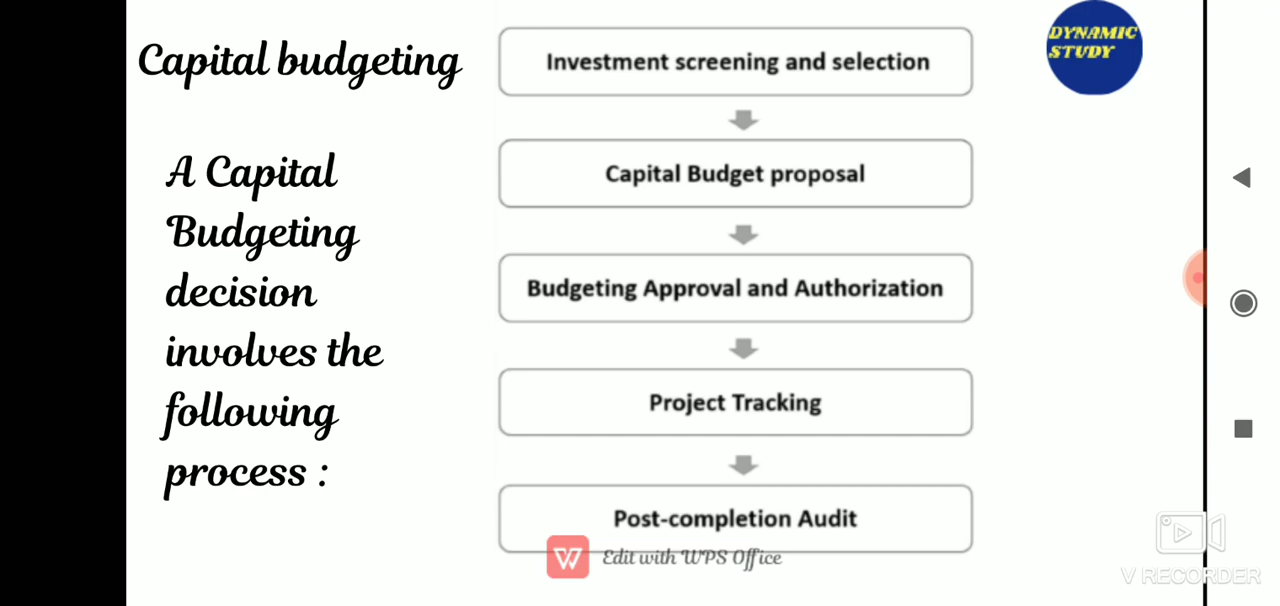 Capital budgeting
A Capital
Budgeting
decision
involves the
following
process :
Investment screening and selection
Capital Budget proposal
Budgeting Approval and Authorization
Project Tracking
Post-completion Audit
Edit with WPS Office
DYNAMIC
STUDY
V RECORDER